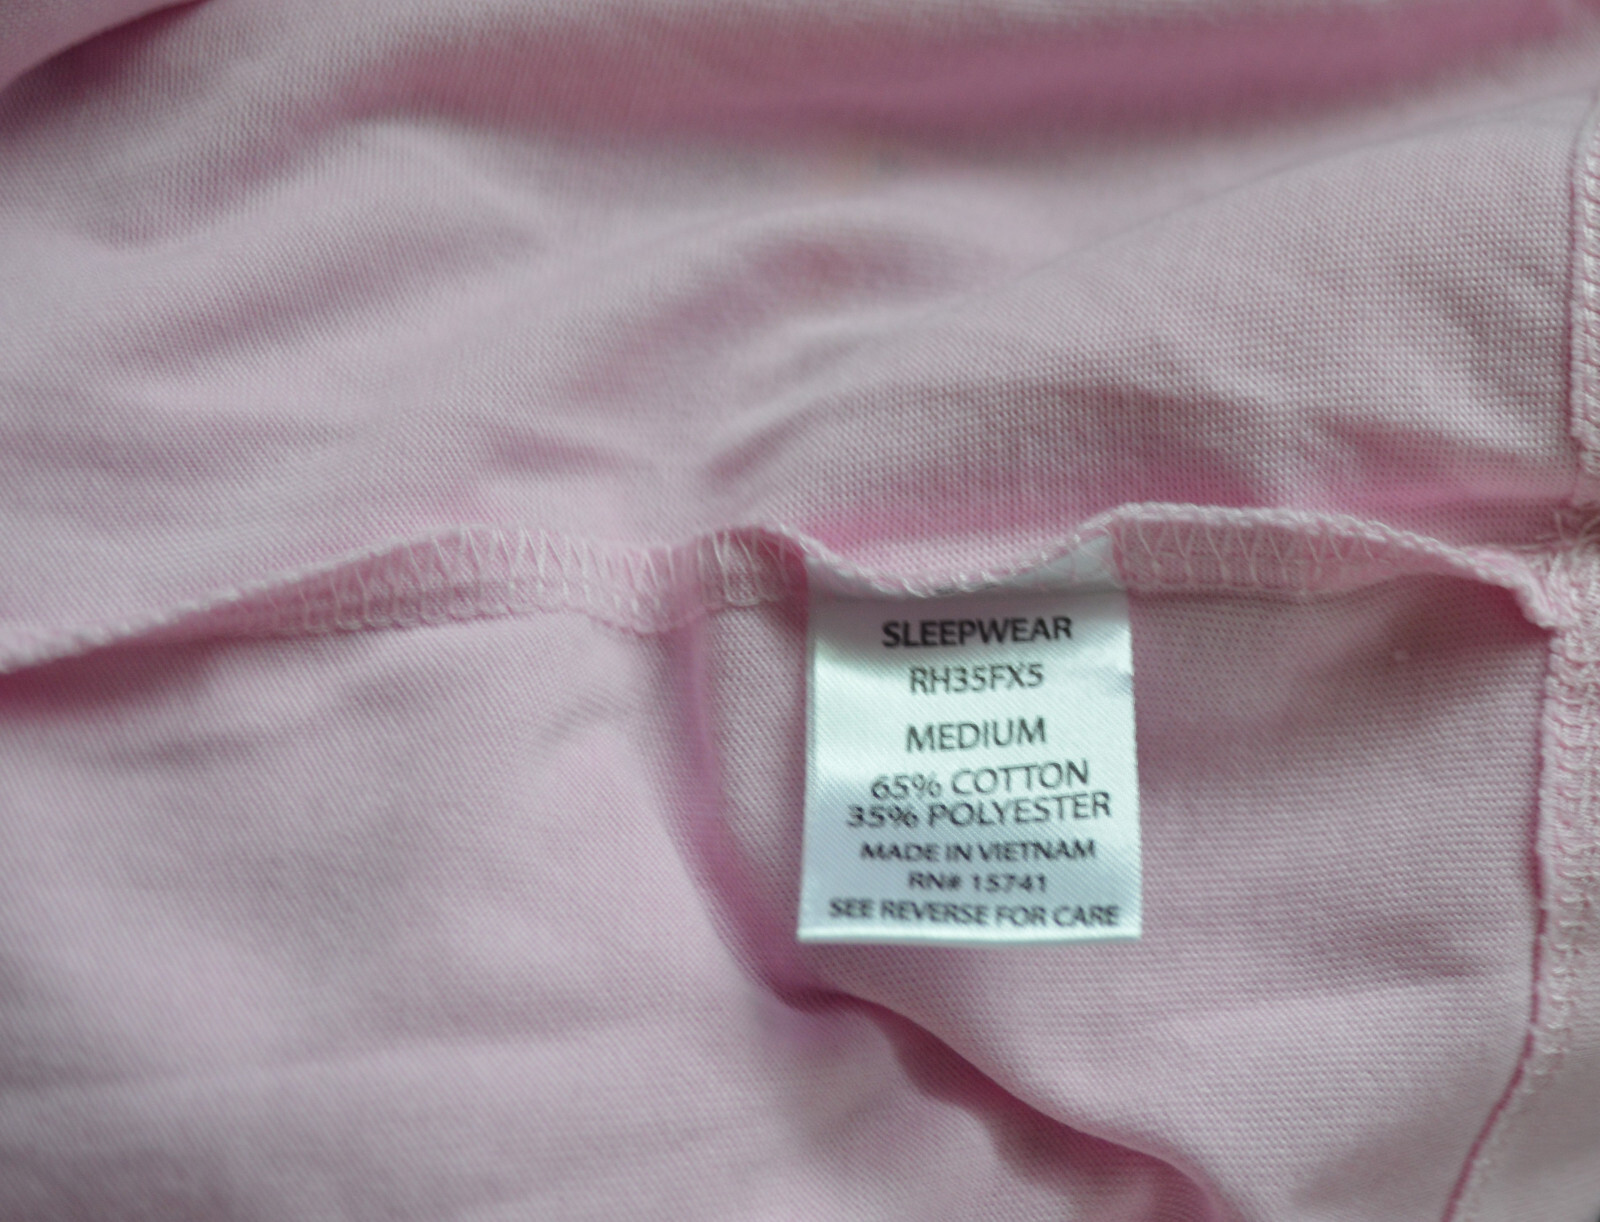 SLEEPWEAR
RH35FX5
MEDIUM
65% COTTON
35% POLYESTER
MADE IN VIETNAM
RN# 15741
SEE REVERSE FOR CARE